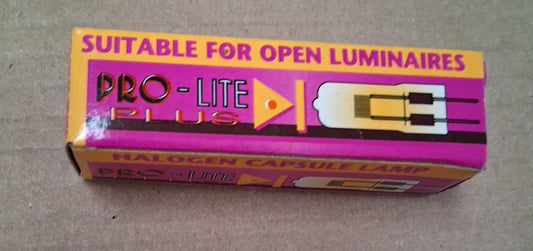 SUITABLE FOR OPEN LUMINAIRES
PRO-LITE
PLUS
HALOGEN CAPSULE LAMP
PRO-LITE